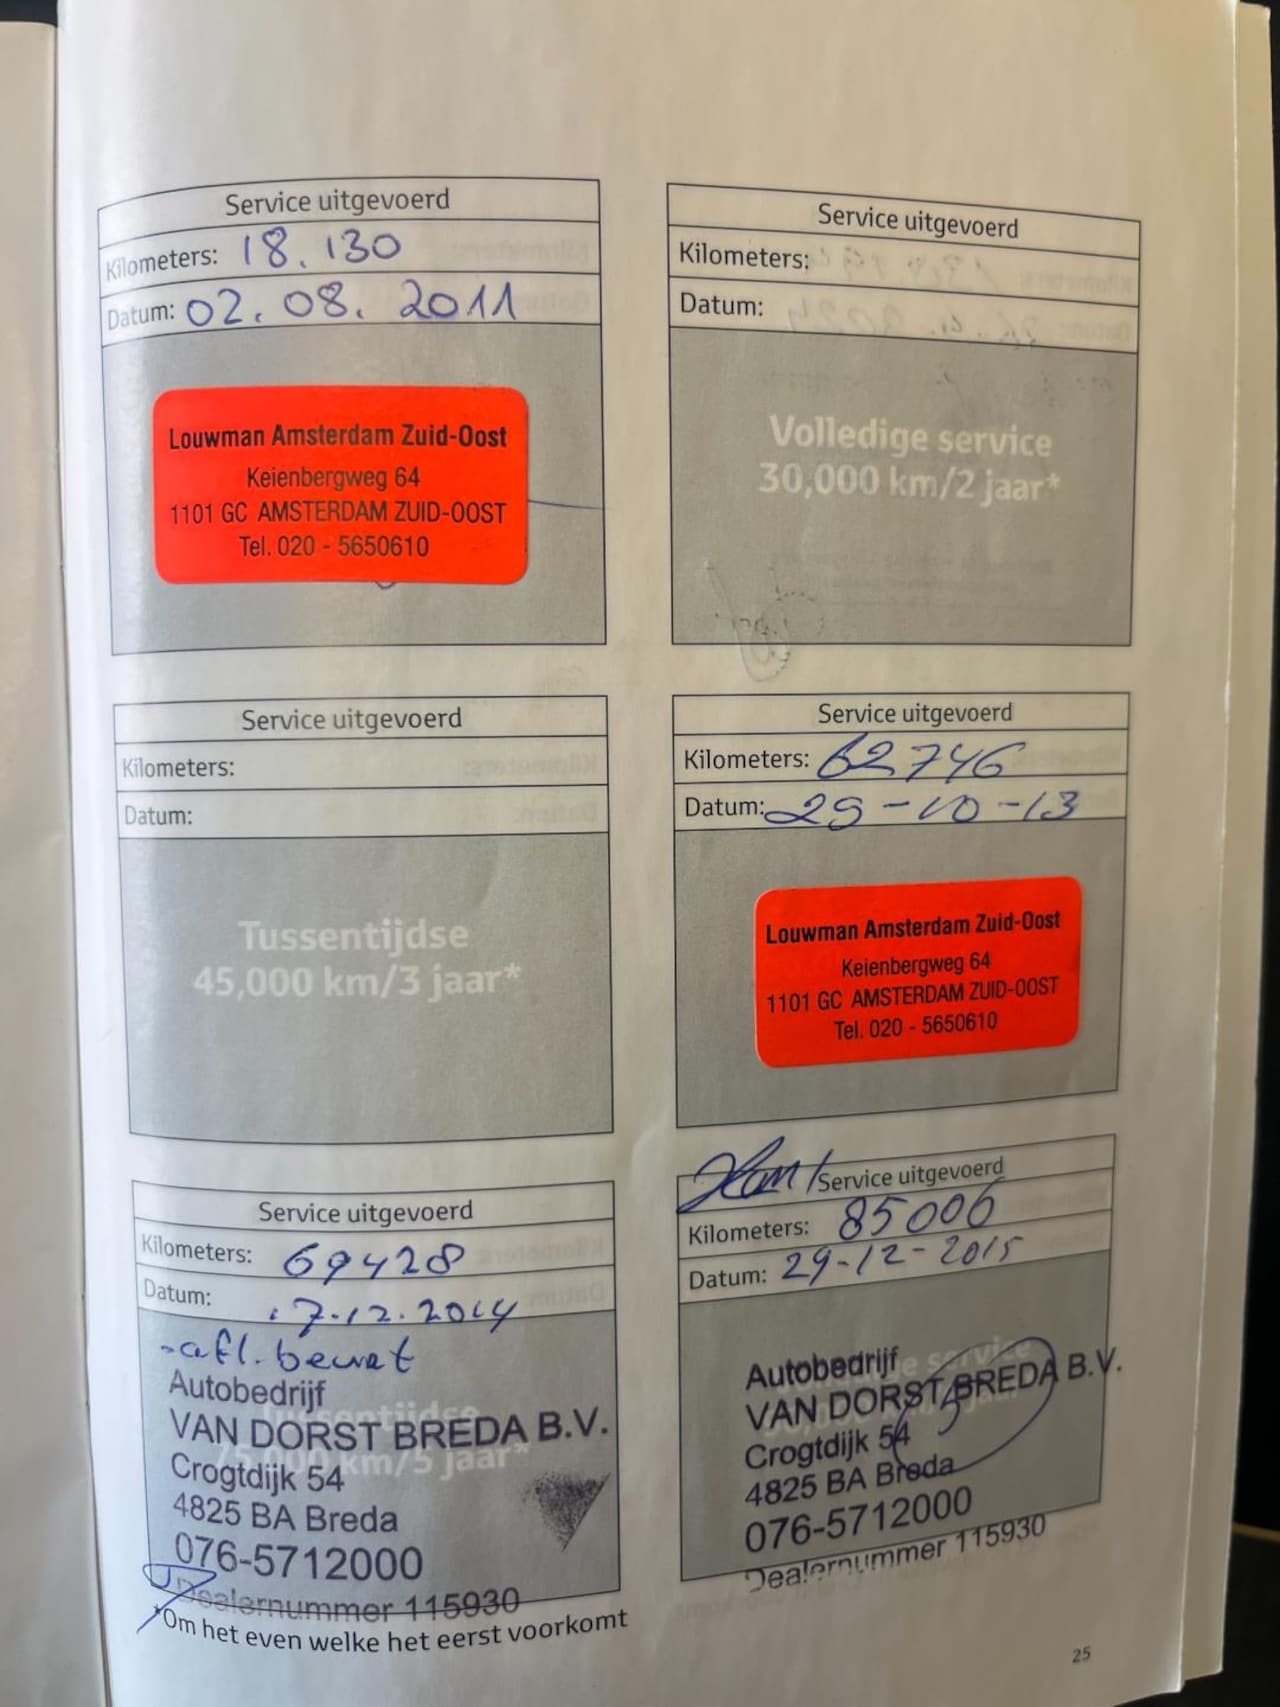 Service uitgevoerd
Kilometers: 18.130
Datum: 02.08.2011
Louwman Amsterdam Zuid-Oost
Keienbergweg 64
1101 GC AMSTERDAM ZUID-OOST
Tel. 020 - 5650610
Service uitgevoerd
Kilometers:
Datum:
Volledige service
30,000 km/2 jaar*
Service uitgevoerd
Kilometers:
Datum:
Tussentijdse
45,000 km/3 jaar*
Service uitgevoerd
Kilometers: 62746
Datum: 29-10-13
Louwman Amsterdam Zuid-Oost
Keienbergweg 64
1101 GC AMSTERDAM ZUID-OOST
Tel. 020 - 5650610
Service uitgevoerd
Kilometers: 69428
Datum: 17-12-2014
Autobedrijf
VAN DORST BREDA B.V.
Tussentijdse
75,000 km/5 jaar*
Crogtdijk 54
4825 BA Breda
076-5712000
Dealernummer 115930
*Om het even welke het eerst voorkomt
Service uitgevoerd
Kilometers: 85006
Datum: 29-12-2015
Autobedrijf
VAN DORST BREDA B.V.
Crogtdijk 54
4825 BA Breda
076-5712000
Dealernummer 115930
25